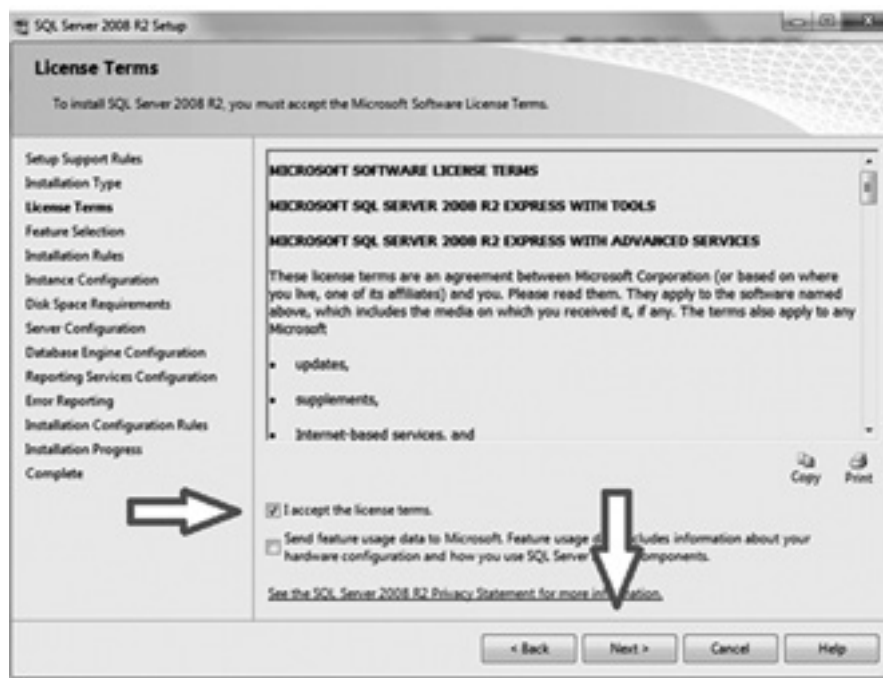 SQL Server 2008 R2 Setup
License Terms
To install SQL Server 2008 R2, you must accept the Microsoft Software License Terms.
Setup Support Rules
Installation Type
License Terms
Feature Selection
Installation Rules
Instance Configuration
Disk Space Requirements
Server Configuration
Database Engine Configuration
Reporting Services Configuration
Error Reporting
Installation Configuration Rules
Installation Progress
Complete
MICROSOFT SOFTWARE LICENSE TERMS
MICROSOFT SQL SERVER 2008 R2 EXPRESS WITH TOOLS
MICROSOFT SQL SERVER 2008 R2 EXPRESS WITH ADVANCED SERVICES
These license terms are an agreement between Microsoft Corporation (or based on where
you live, one of its affiliates) and you. Please read them. They apply to the software named
above, which includes the media on which you received it, if any. The terms also apply to any
Microsoft
• updates,
• supplements,
• Internet-based services, and
Copy Print
I accept the license terms.
Send feature usage data to Microsoft. Feature usage includes information about your
hardware configuration and how you use SQL Server components.
See the SQL Server 2008 R2 Privacy Statement for more information.
< Back Next > Cancel Help